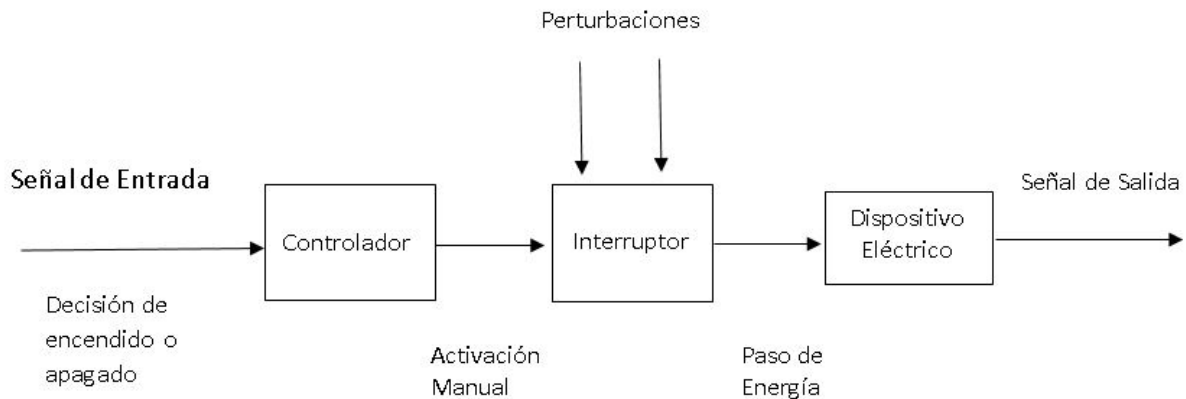 Perturbaciones
Señal de Entrada
Señal de Salida
Controlador
Interruptor
Dispositivo
Eléctrico
Decisión de
encendido o
apagado
Activación
Manual
Paso de
Energía